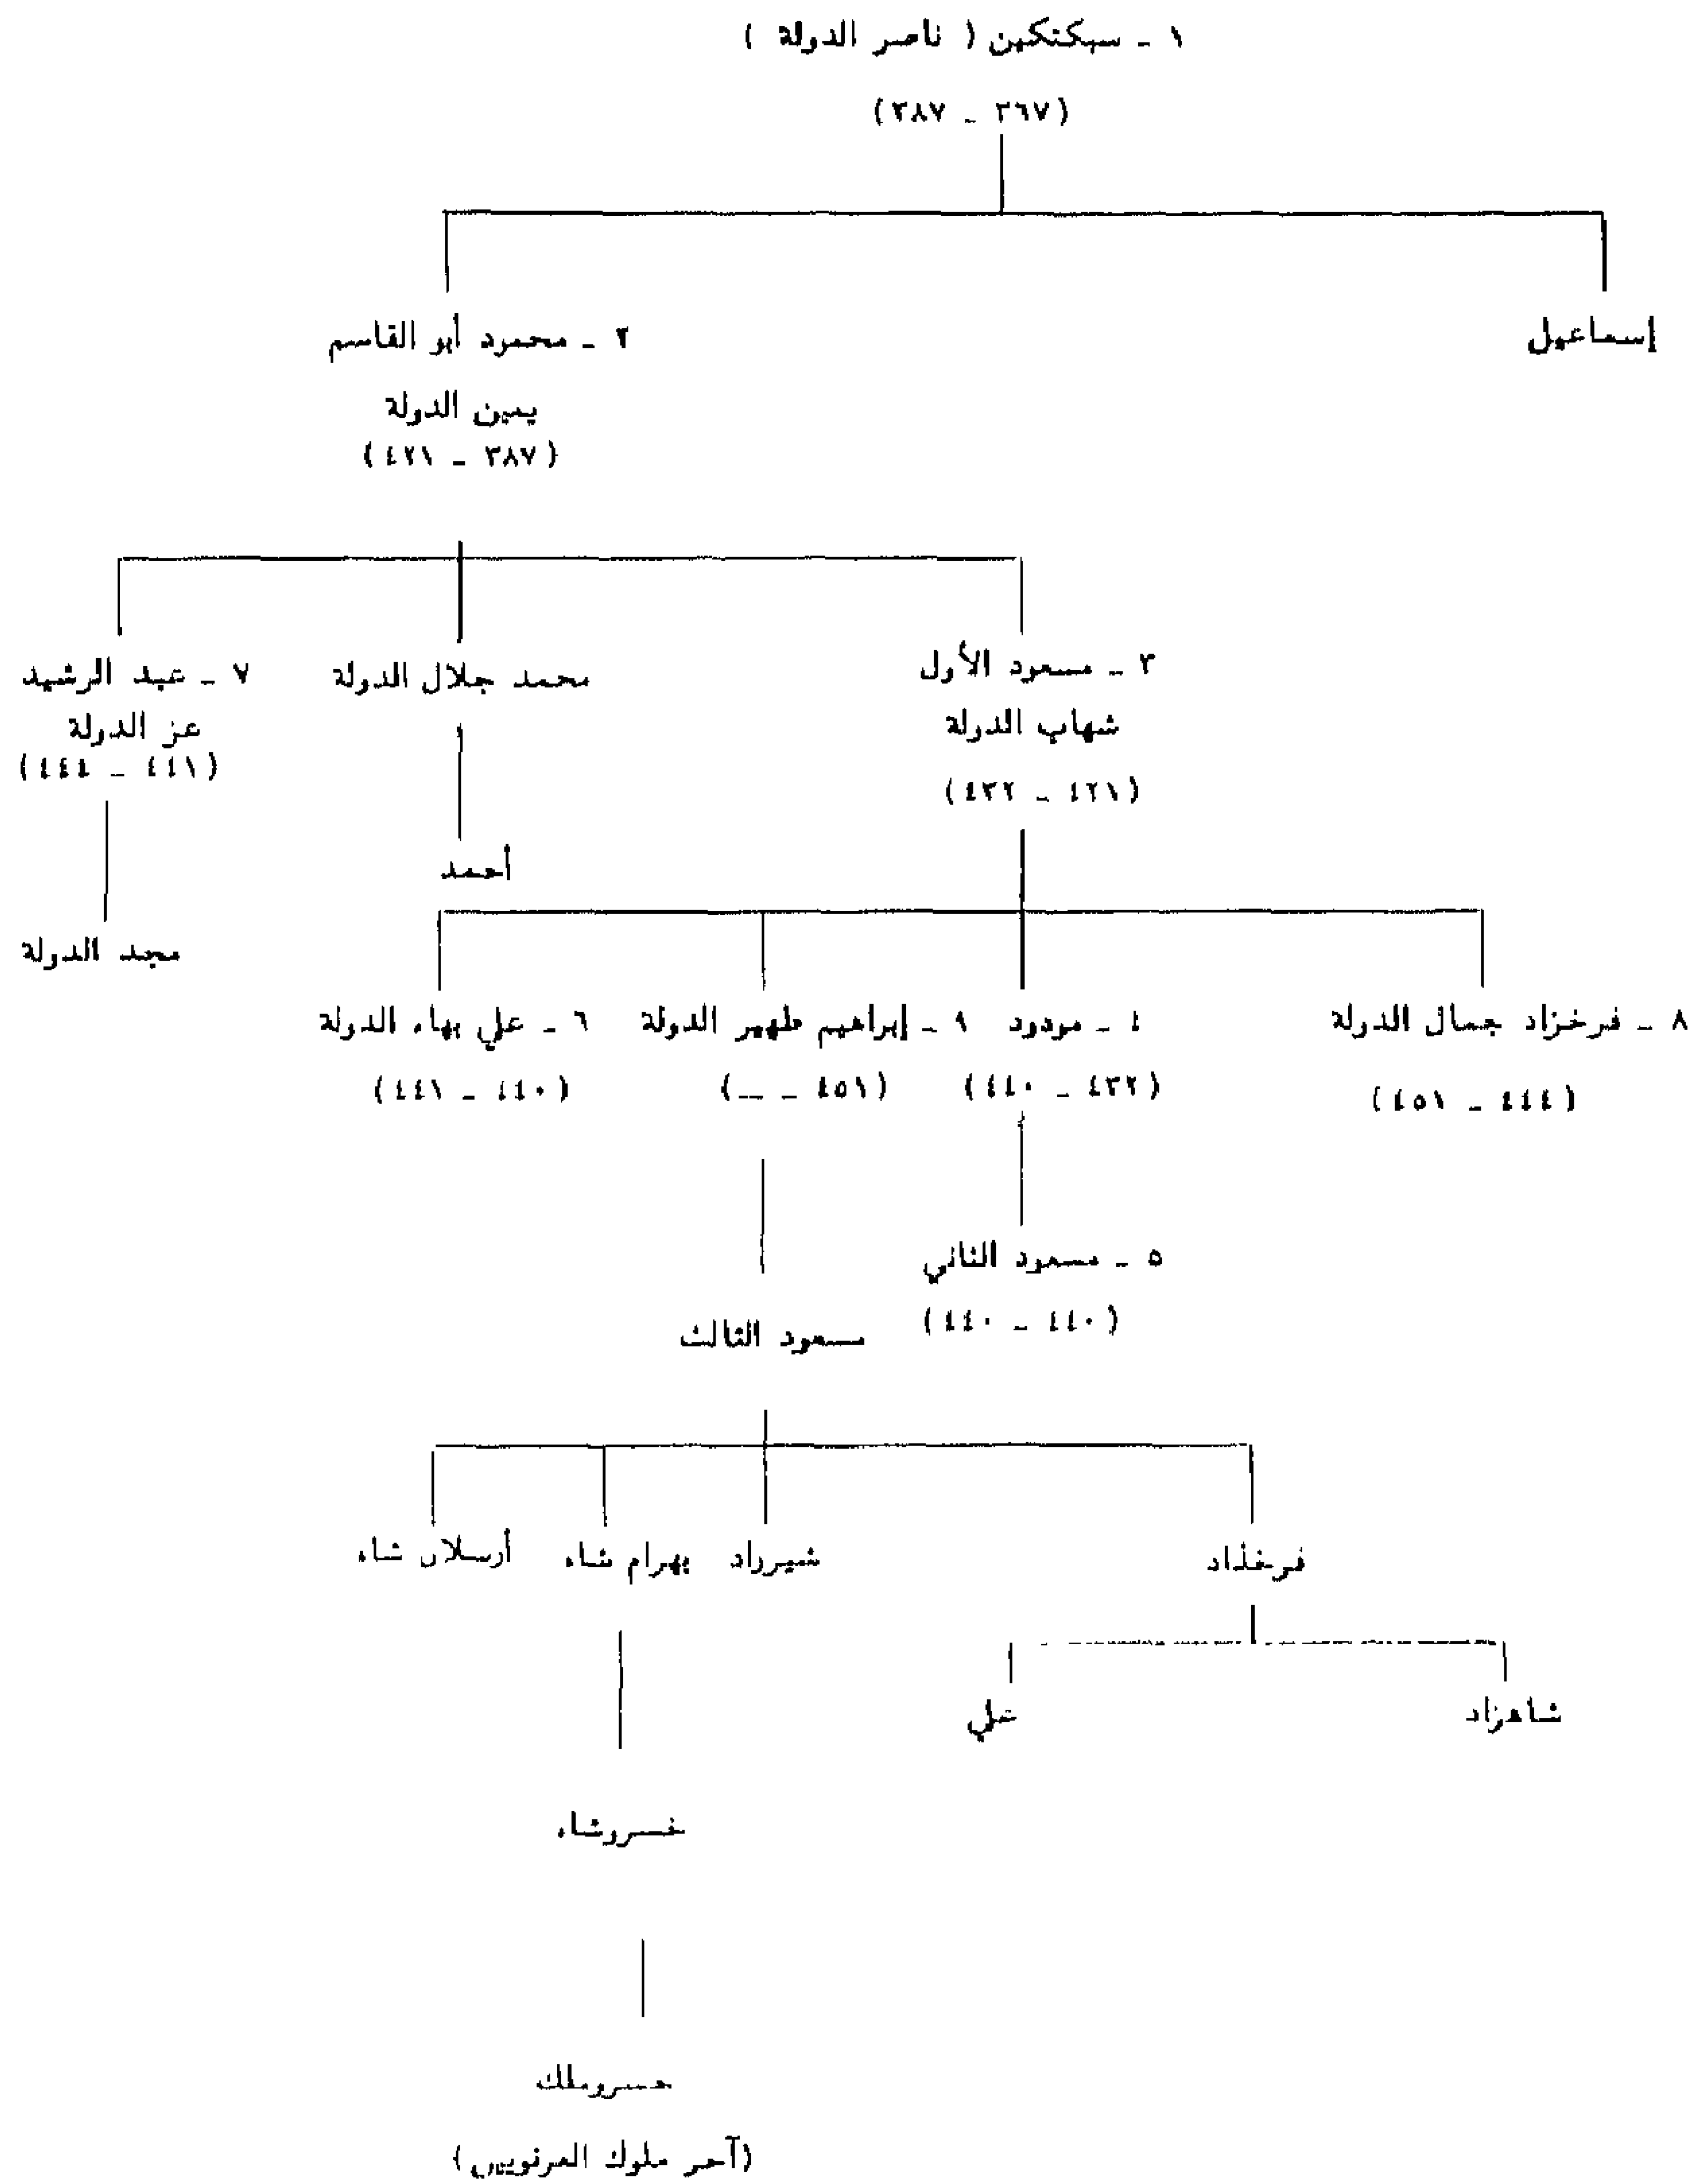 ١ - سبكتكين ( ناصر الدولة )
(٣٦٧ - ٣٨٧)
إسماعيل
٢ - محمود أبو القاسم
يمين الدولة
(٣٨٧ - ٤٢١)
٣ - مسعود الأول
شهاب الدولة
(٤٢١ - ٤٣٢)
محمد جلال الدولة
٧ - عبد الرشيد
عز الدولة
(٤٤١ - ٤٤٤)
أحمد
مجد الدولة
٨ - فرخزاد جمال الدولة
(٤٤٤ - ٤٥١)
٤ - مودود
(٤٣٢ - ٤٤٠)
٩ - إبراهيم ظهير الدولة
(٤٥١ - __)
٦ - علي بهاء الدولة
(٤٤٠ - ٤٤١)
٥ - مسعود الثاني
(٤٤٠ - ٤٤٠)
مسعود الثالث
فرخذاد
شيرزاد
بهرام شاه
أرسلان شاه
شاهزاد
علي
خسروشاه
خسروملك
(آخر ملوك الغزنويين)